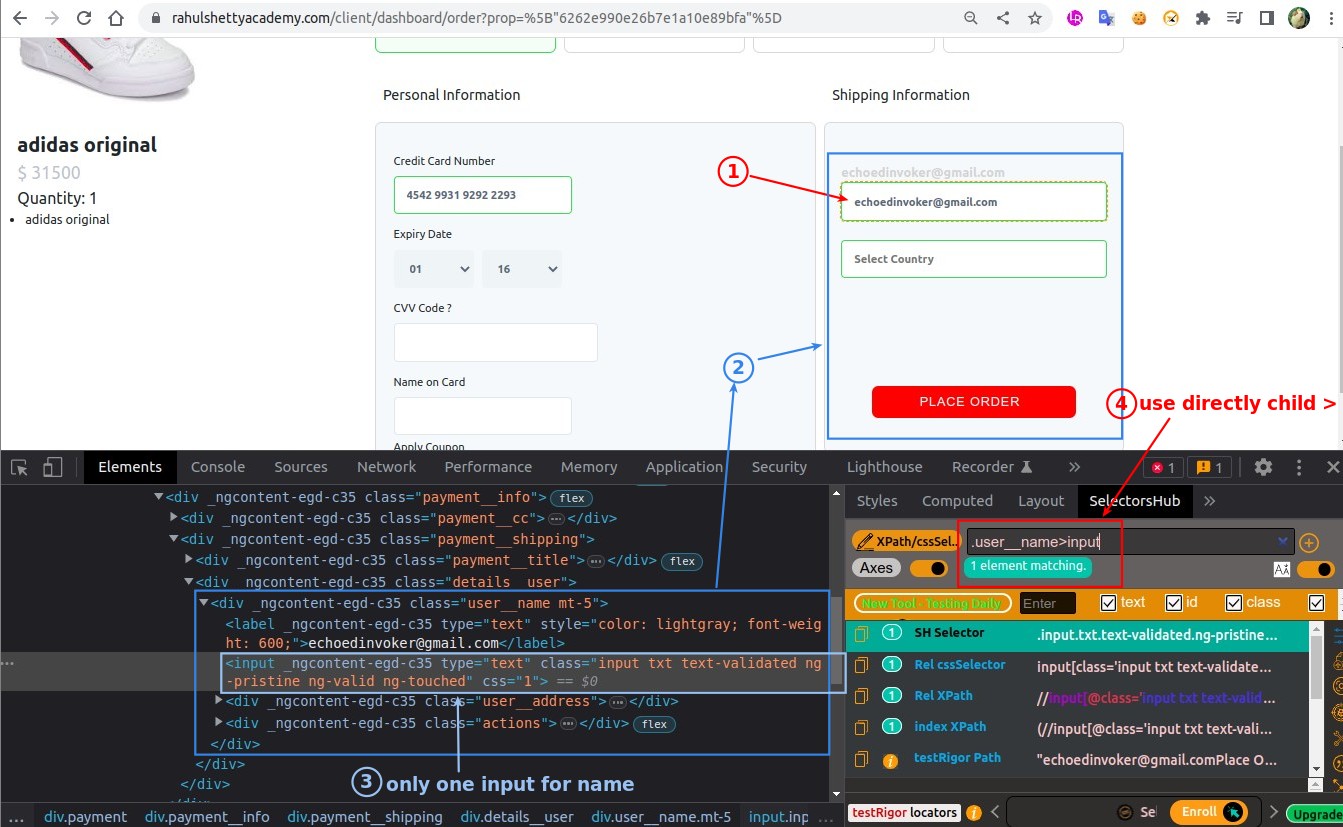 rahulshettyacademy.com/client/dashboard/order?prop=%5B"6262e990e26b7e1a10e89bfa"%5D
Personal Information
Shipping Information
adidas original
$ 31500
Quantity: 1
adidas original
Credit Card Number
4542 9931 9292 2293
Expiry Date
01
16
CVV Code ?
Name on Card
Apply Coupon
1
echoedinvoker@gmail.com
echoedinvoker@gmail.com
Select Country
2
PLACE ORDER
4 use directly child >
Elements
Console
Sources
Network
Performance
Memory
Application
Security
Lighthouse
Recorder
»
1
1
<div _ngcontent-egd-c35 class="payment__info"> flex
<div _ngcontent-egd-c35 class="payment__cc">…</div>
<div _ngcontent-egd-c35 class="payment__shipping">
<div _ngcontent-egd-c35 class="payment__title">…</div> flex
<div _ngcontent-egd-c35 class="details__user">
<div _ngcontent-egd-c35 class="user__name mt-5">
<label _ngcontent-egd-c35 type="text" style="color: lightgray; font-weig
ht: 600;">echoedinvoker@gmail.com</label>
<input _ngcontent-egd-c35 type="text" class="input txt text-validated ng
-pristine ng-valid ng-touched" css="1"> == $0
<div _ngcontent-egd-c35 class="user__address">…</div>
<div _ngcontent-egd-c35 class="actions">…</div> flex
</div>
</div>
</div>
3 only one input for name
... div.payment div.payment__info div.payment__shipping div.details__user div.user__name.mt-5 input.inp ...
Styles
Computed
Layout
SelectorsHub
»
XPath/cssSel..
.user__name>input
Axes
1 element matching.
New Tool - Testing Daily
Enter
text
id
class
1 SH Selector .input.txt.text-validated.ng-pristine...
1 Rel cssSelector input[class='input txt text-validate...
1 Rel XPath //input[@class='input txt text-valid...
1 index XPath (//input[@class='input txt text-vali...
i testRigor Path "echoedinvoker@gmail.comPlace O...
testRigor locators
i
Sel
Enroll
Upgrade